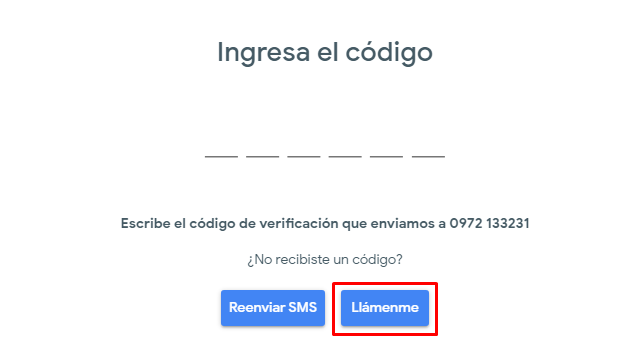 Ingresa el código
Escribe el código de verificación que enviamos a 0972 133231
¿No recibiste un código?
Reenviar SMS
Llámenme